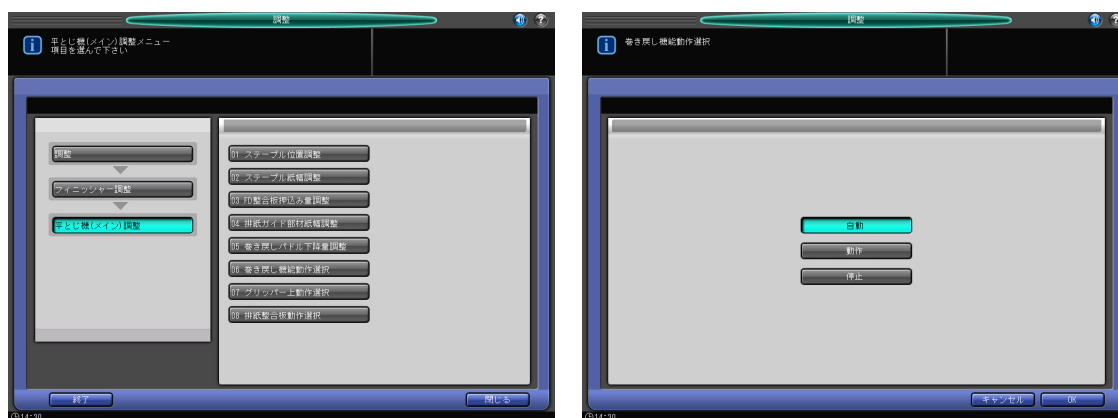 調整
平とじ機(メイン)調整メニュー
項目を選んで下さい
調整
フィニッシャー調整
平とじ機(メイン)調整
01 ステープル位置調整
02 ステープル紙幅調整
03 FD整合板押込み量調整
04 排紙ガイド部材紙幅調整
05 巻き戻しパドル下降量調整
06 巻き戻し機能動作選択
07 グリッパー上動作選択
08 排紙整合板動作選択
終了
閉じる
14:30
調整
巻き戻し機能動作選択
自動
動作
停止
キャンセル
OK
14:30